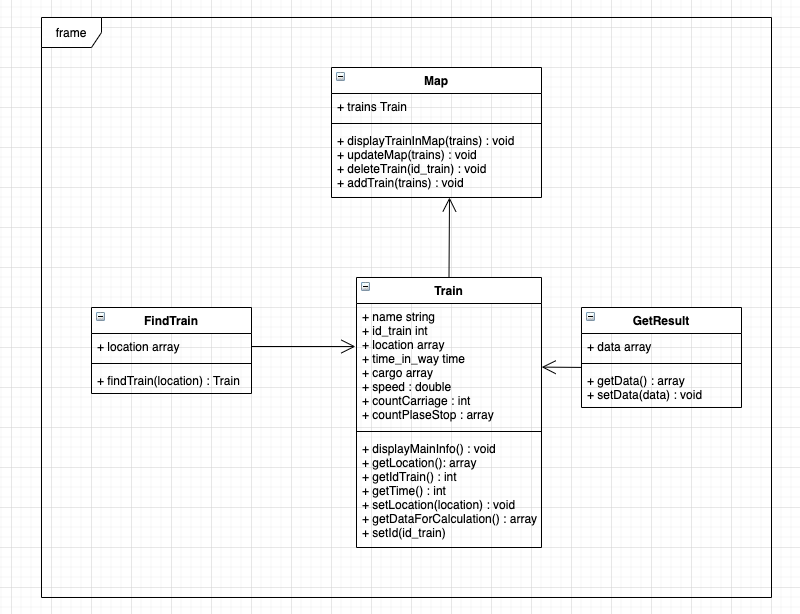 frame
Map
+ trains Train
+ displayTrainInMap(trains) : void
+ updateMap(trains) : void
+ deleteTrain(id_train) : void
+ addTrain(trains) : void
FindTrain
+ location array
+ findTrain(location) : Train
Train
+ name string
+ id_train int
+ location array
+ time_in_way time
+ cargo array
+ speed : double
+ countCarriage : int
+ countPlaseStop : array
+ displayMainInfo() : void
+ getLocation(): array
+ getIdTrain() : int
+ getTime() : int
+ setLocation(location) : void
+ getDataForCalculation() : array
+ setId(id_train)
GetResult
+ data array
+ getData() : array
+ setData(data) : void